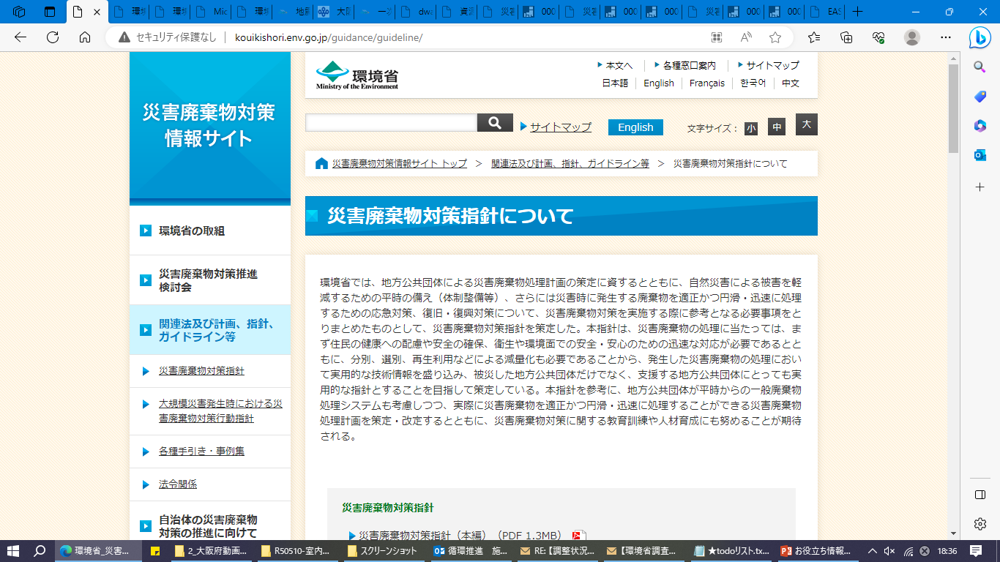 環境
環境
Mic
環境
地震
大阪
一次
dwa
資源
災害
000
災害
000
000
災害
000
000
EAS
セキュリティ保護なし
kouikishori.env.go.jp/guidance/guideline/
災害廃棄物対策
情報サイト
環境省
Ministry of the Environment
本文へ 各種窓口案内 サイトマップ
日本語 English Français 한국어 中文
サイトマップ English 文字サイズ： 小 中 大
災害廃棄物対策情報サイト トップ ＞ 関連法及び計画、指針、ガイドライン等 ＞ 災害廃棄物対策指針について
災害廃棄物対策指針について
環境省の取組
災害廃棄物対策推進
検討会
関連法及び計画、指針、
ガイドライン等
災害廃棄物対策指針
大規模災害発生時における災
害廃棄物対策行動指針
各種手引き・事例集
法令関係
自治体の災害廃棄物
対策の推進に向けて
環境省では、地方公共団体による災害廃棄物処理計画の策定に資するとともに、自然災害による被害を軽
減するための平時の備え（体制整備等）、さらには災害時に発生する廃棄物を適正かつ円滑・迅速に処理
するための応急対策、復旧・復興対策について、災害廃棄物対策を実施する際に参考となる必要事項をと
りまとめたものとして、災害廃棄物対策指針を策定した。本指針は、災害廃棄物の処理に当たっては、ま
ず住民の健康への配慮や安全の確保、衛生や環境面での安全・安心のための迅速な対応が必要であるとと
もに、分別、選別、再生利用などによる減量化も必要であることから、発生した災害廃棄物の処理におい
て実用的な技術情報を盛り込み、被災した地方公共団体だけでなく、支援する地方公共団体にとっても実
用的な指針とすることを目指して策定している。本指針を参考に、地方公共団体が平時からの一般廃棄物
処理システムも考慮しつつ、実際に災害廃棄物を適正かつ円滑・迅速に処理することができる災害廃棄物
処理計画を策定・改定するとともに、災害廃棄物対策に関する教育訓練や人材育成にも努めることが期待
される。
災害廃棄物対策指針
災害廃棄物対策指針（本編）（PDF 1.3MB）
環境省_災害...
2_大阪府動画...
R50510-室内...
スクリーンショット
循環推進 施...
RE:【調整状況...
【環境省調査...
★todoリスト.tx...
お役立ち情報...
18:36